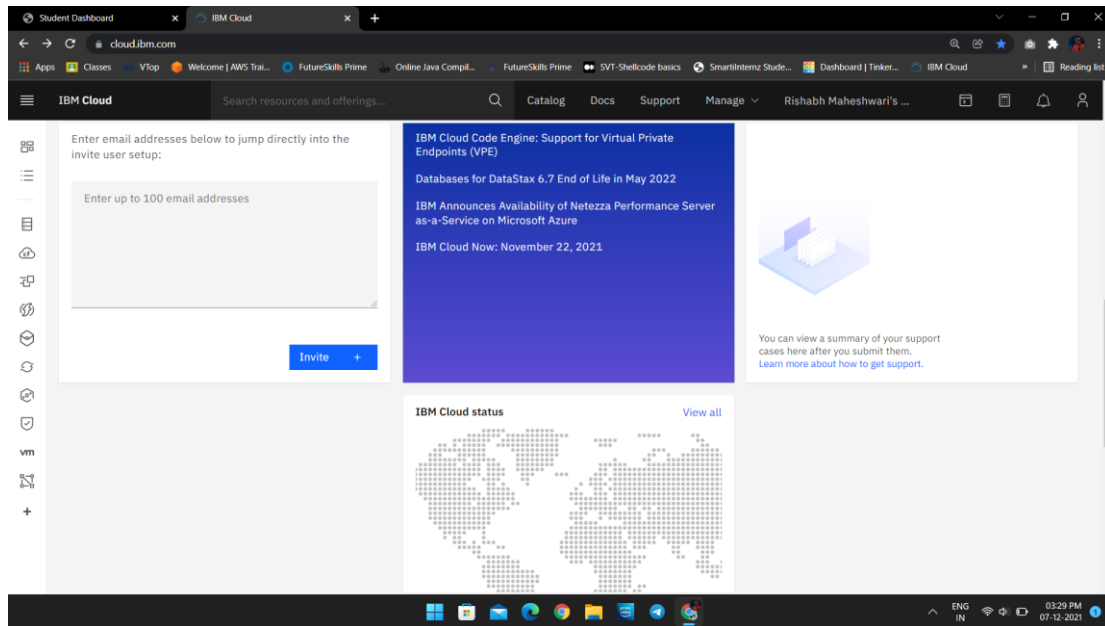 Student Dashboard
IBM Cloud
cloud.ibm.com
Apps
Classes
VTop
Welcome | AWS Trai...
FutureSkills Prime
Online Java Compil...
FutureSkills Prime
SVT-Shellcode basics
SmartiInternz Stude...
Dashboard | Tinker...
IBM Cloud
»
Reading list
IBM Cloud
Search resources and offerings...
Catalog
Docs
Support
Manage
Rishabh Maheshwari's ...
Enter email addresses below to jump directly into the
invite user setup:
Enter up to 100 email addresses
Invite +
IBM Cloud Code Engine: Support for Virtual Private
Endpoints (VPE)
Databases for DataStax 6.7 End of Life in May 2022
IBM Announces Availability of Netezza Performance Server
as-a-Service on Microsoft Azure
IBM Cloud Now: November 22, 2021
You can view a summary of your support
cases here after you submit them.
Learn more about how to get support.
IBM Cloud status
View all
vm
ENG
IN
03:29 PM
07-12-2021
1